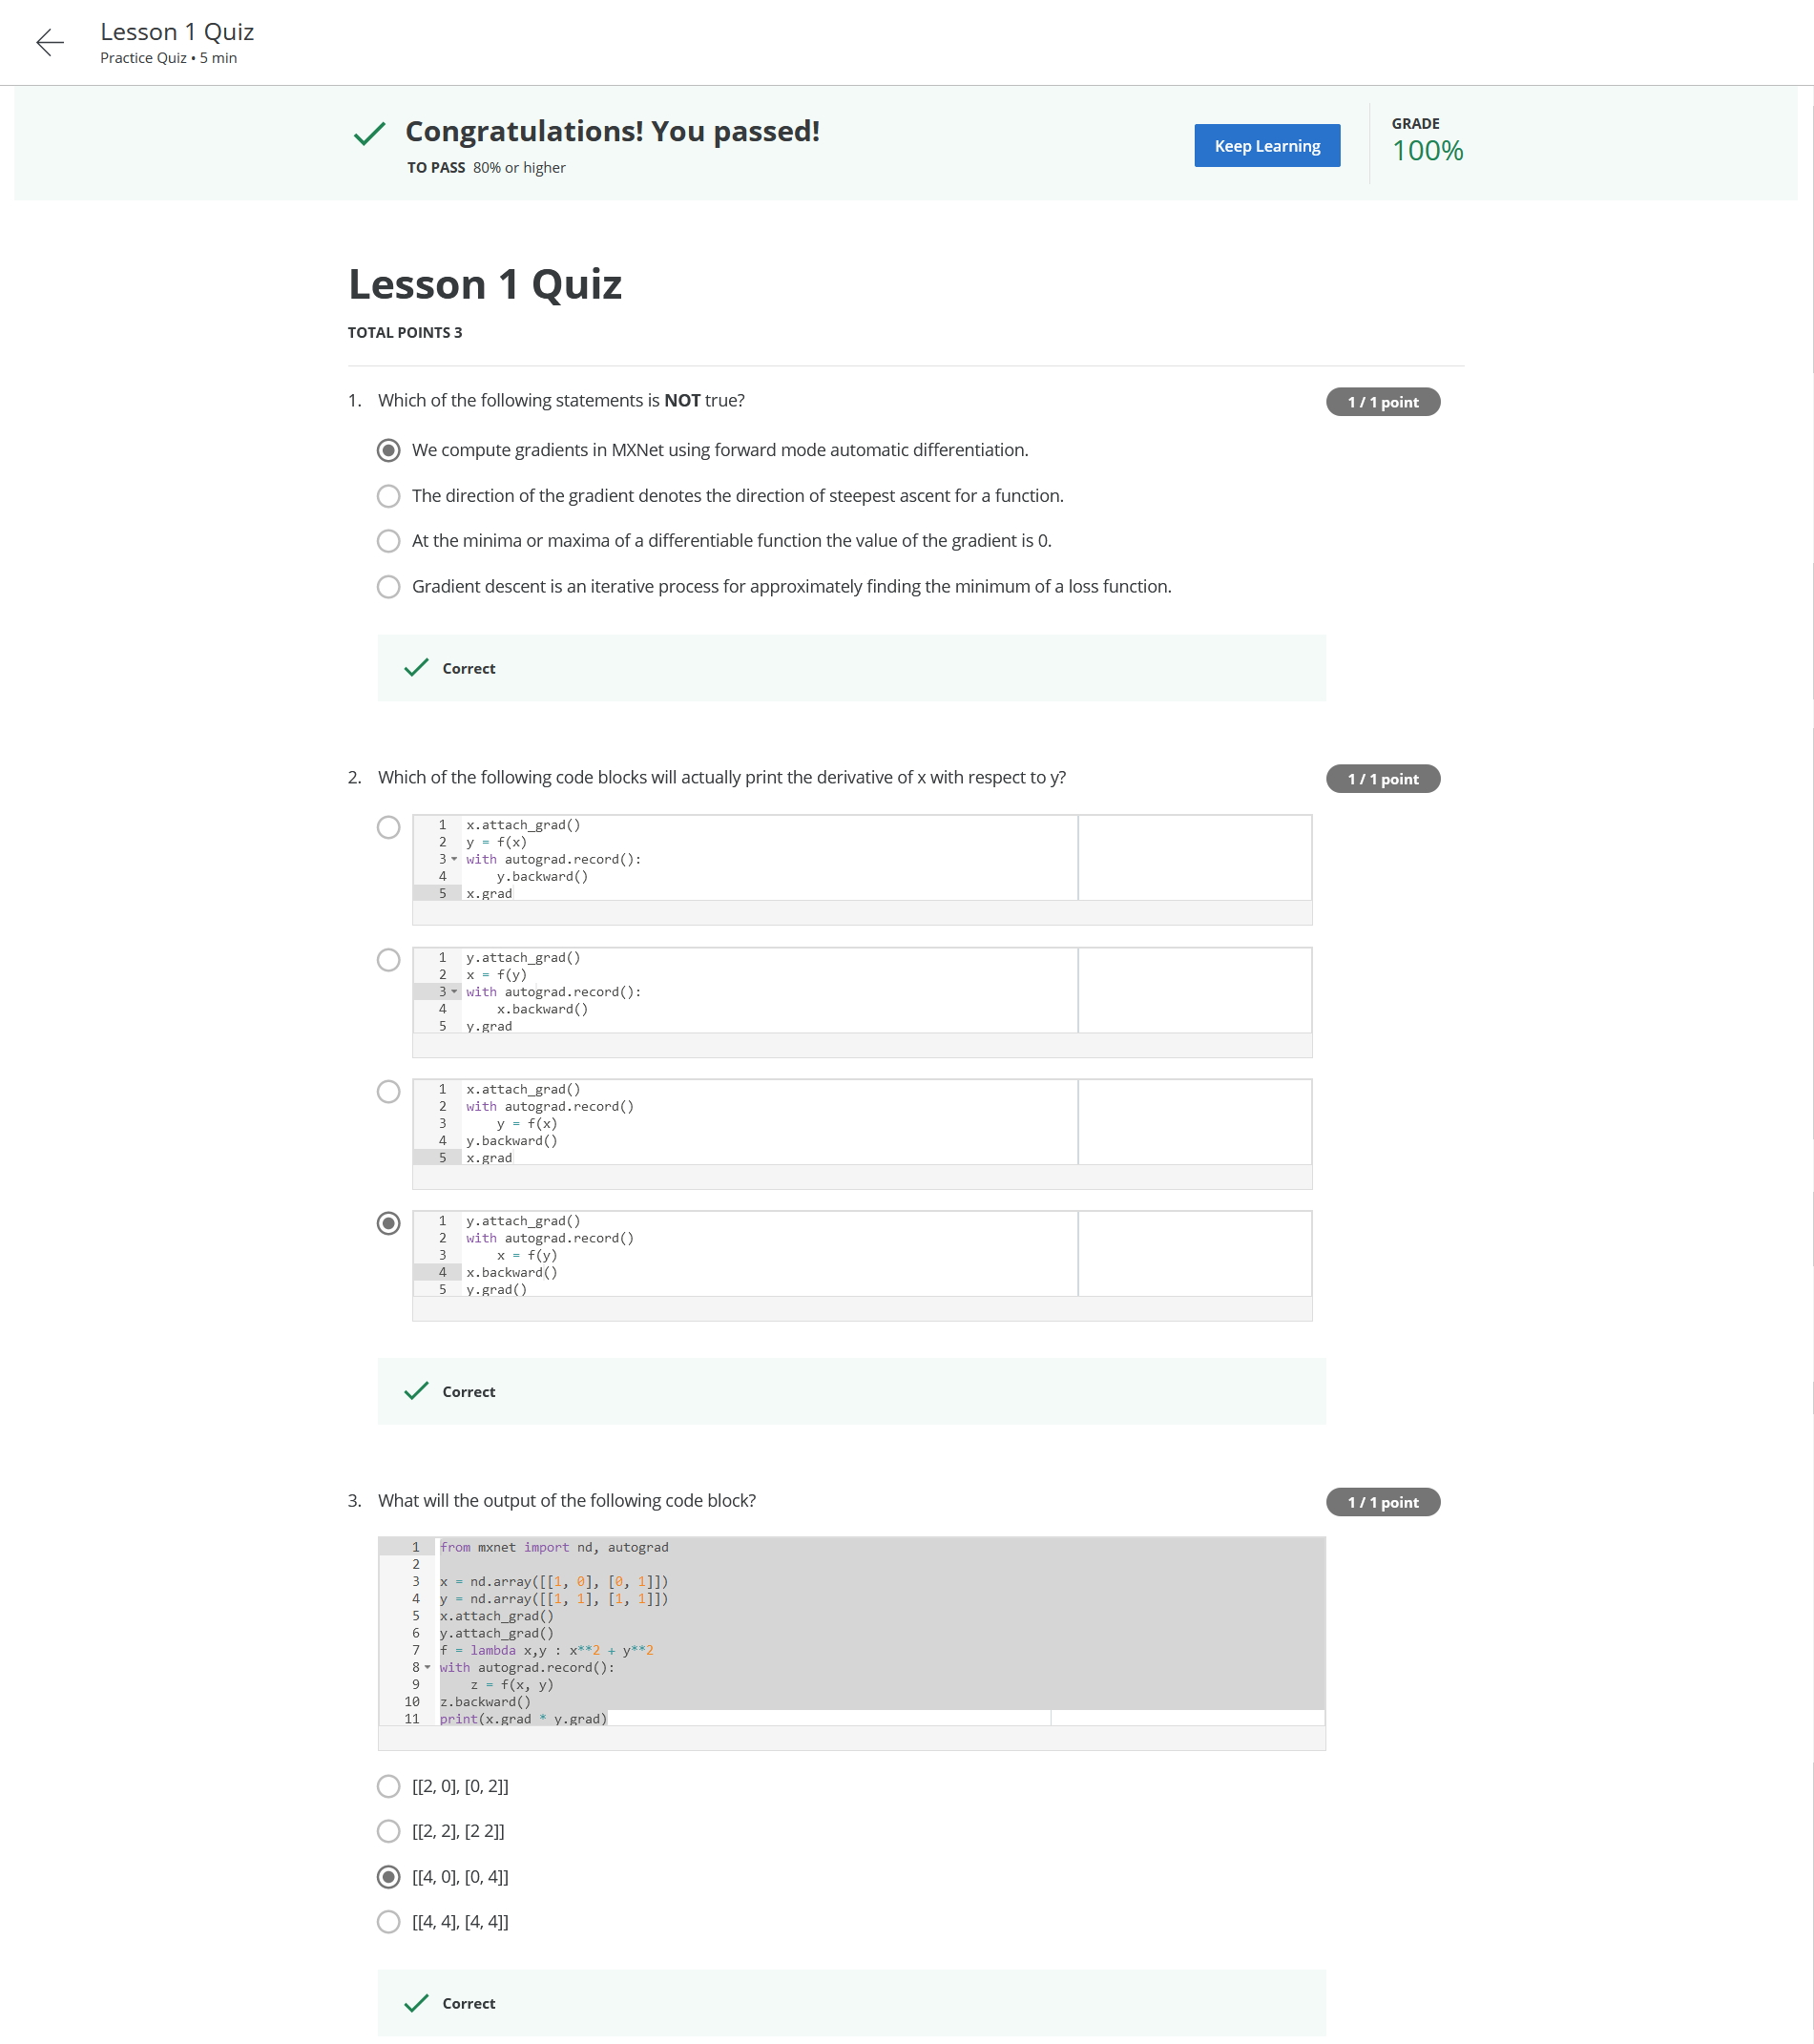 Lesson 1 Quiz
Practice Quiz • 5 min
Congratulations! You passed!
TO PASS 80% or higher
Keep Learning
GRADE
100%
Lesson 1 Quiz
TOTAL POINTS 3
1. Which of the following statements is NOT true?
1 / 1 point
We compute gradients in MXNet using forward mode automatic differentiation.
The direction of the gradient denotes the direction of steepest ascent for a function.
At the minima or maxima of a differentiable function the value of the gradient is 0.
Gradient descent is an iterative process for approximately finding the minimum of a loss function.
Correct
2. Which of the following code blocks will actually print the derivative of x with respect to y?
1 / 1 point
1 x.attach_grad()
2 y = f(x)
3 with autograd.record():
4     y.backward()
5 x.grad
1 y.attach_grad()
2 x = f(y)
3 with autograd.record():
4     x.backward()
5 y.grad
1 x.attach_grad()
2 with autograd.record()
3     y = f(x)
4 y.backward()
5 x.grad
1 y.attach_grad()
2 with autograd.record()
3     x = f(y)
4 x.backward()
5 y.grad()
Correct
3. What will the output of the following code block?
1 / 1 point
1 from mxnet import nd, autograd
2
3 x = nd.array([[1, 0], [0, 1]])
4 y = nd.array([[1, 1], [1, 1]])
5 x.attach_grad()
6 y.attach_grad()
7 f = lambda x,y : x**2 + y**2
8 with autograd.record():
9     z = f(x, y)
10 z.backward()
11 print(x.grad * y.grad)
[[2, 0], [0, 2]]
[[2, 2], [2 2]]
[[4, 0], [0, 4]]
[[4, 4], [4, 4]]
Correct